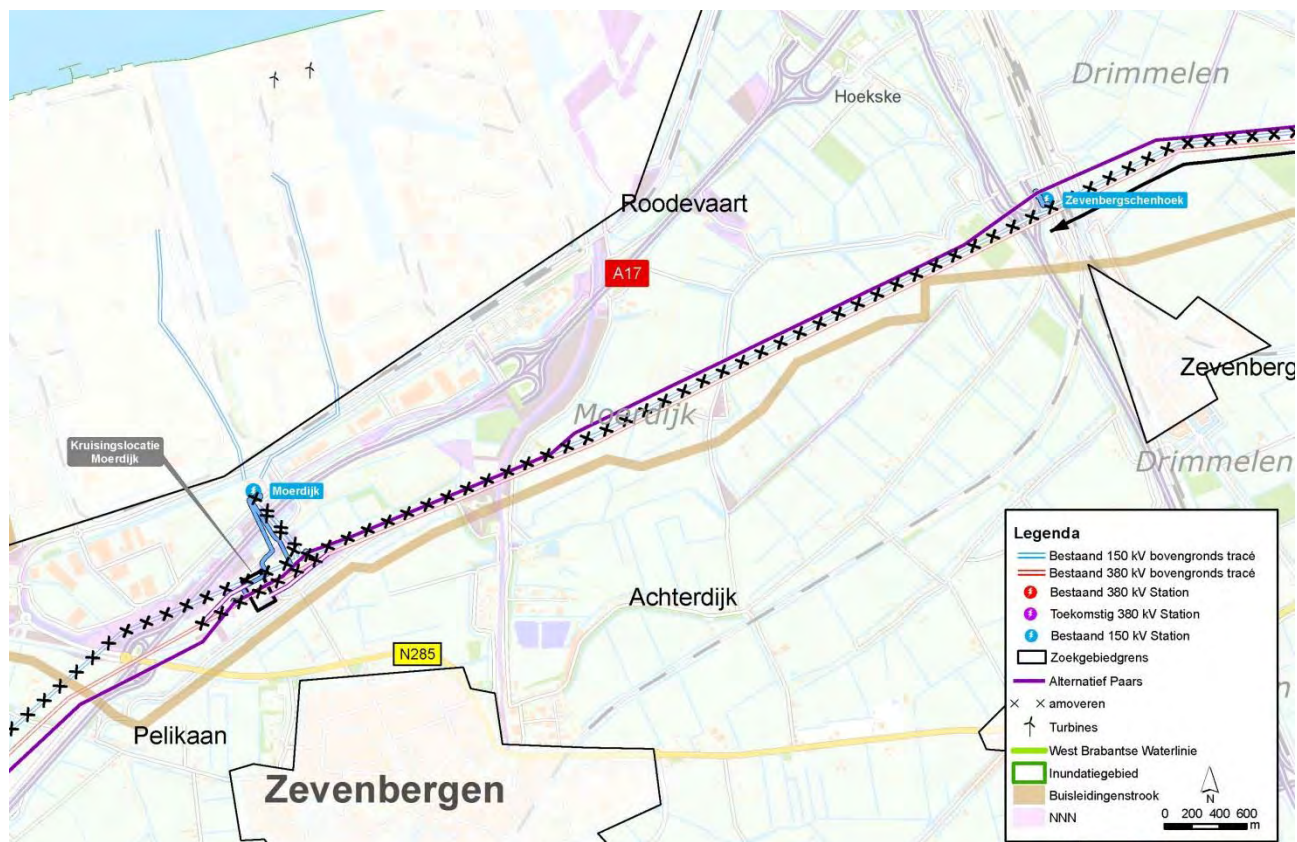 Drimmelen
Hoekske
Zevenbergschenhoek
Roodevaart
A17
Zevenberg
Moerdijk
Kruisingslocatie
Moerdijk
Moerdijk
Drimmelen
Achterdijk
N285
Pelikaan
Zevenbergen
Legenda
Bestaand 150 kV bovengronds tracé
Bestaand 380 kV bovengronds tracé
Bestaand 380 kV Station
Toekomstig 380 kV Station
Bestaand 150 kV Station
Zoekgebiedgrens
Alternatief Paars
amoveren
Turbines
West Brabantse Waterlinie
Inundatiegebied
Buisleidingenstrook
NNN
N
0 200 400 600
m